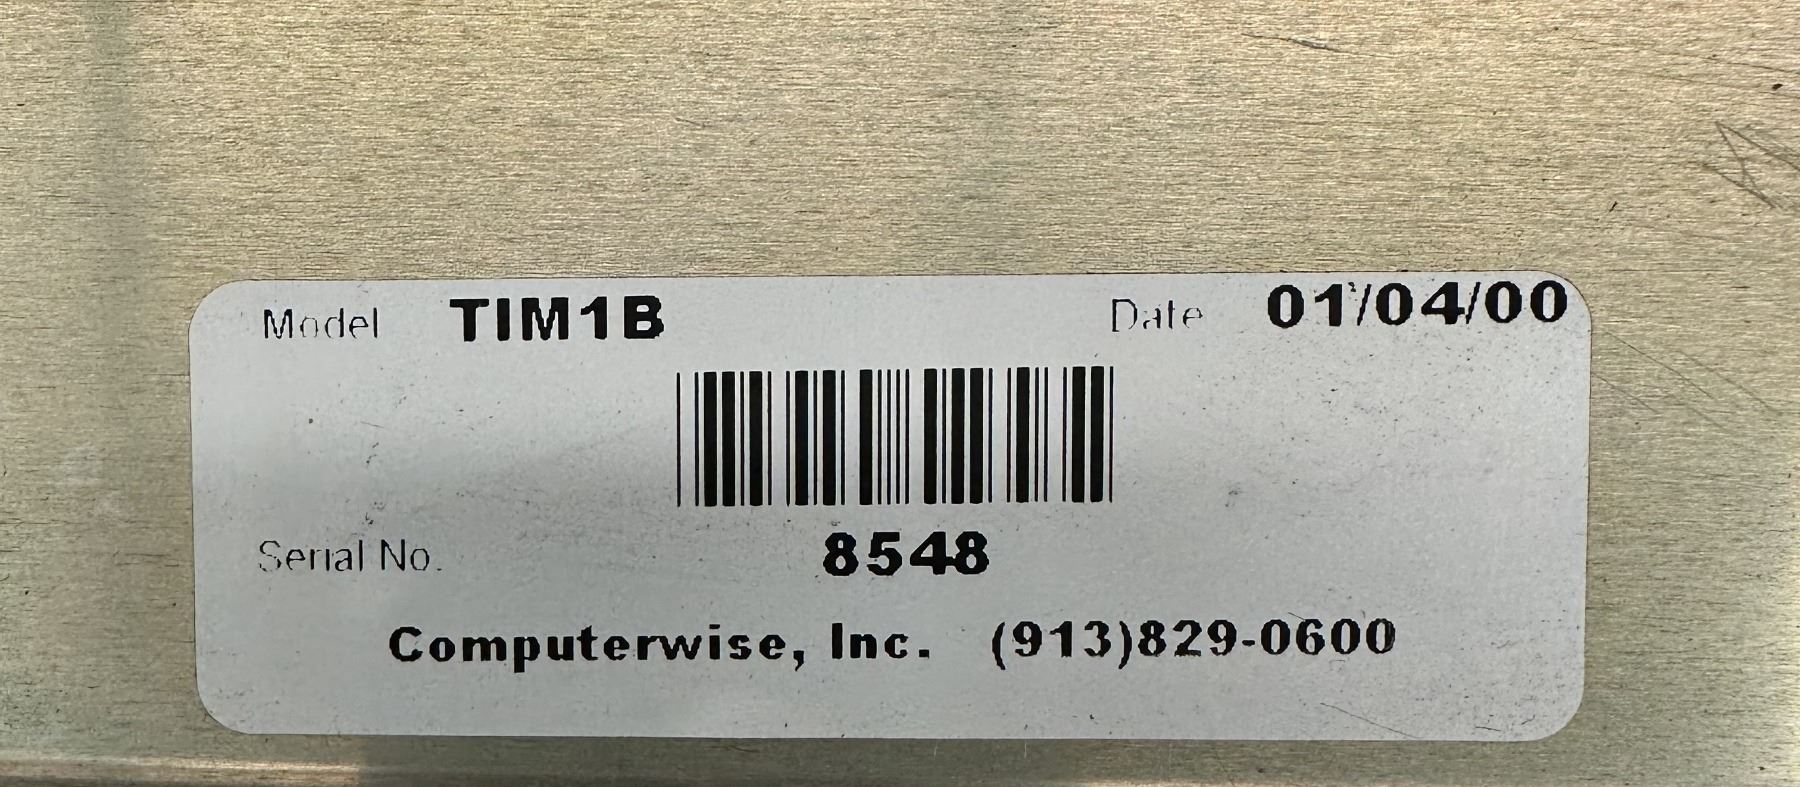 Model TIM1B Date 01/04/00
Serial No. 8548
Computerwise, Inc. (913)829-0600